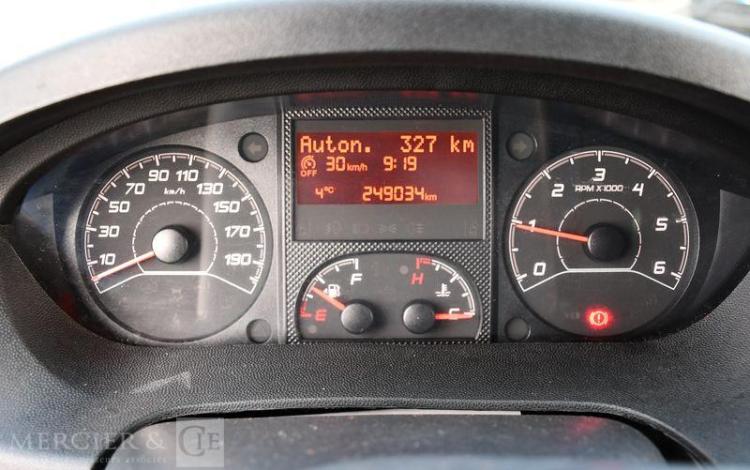 Auton. 327 km
OFF 30 km/h 9:19
4°C 249034 km
10 30 50 70 90 110 130 150 170 190
km/h
0 1 2 3 4 5 6
RPM X1000
E F
H C
MERCIER & CIE